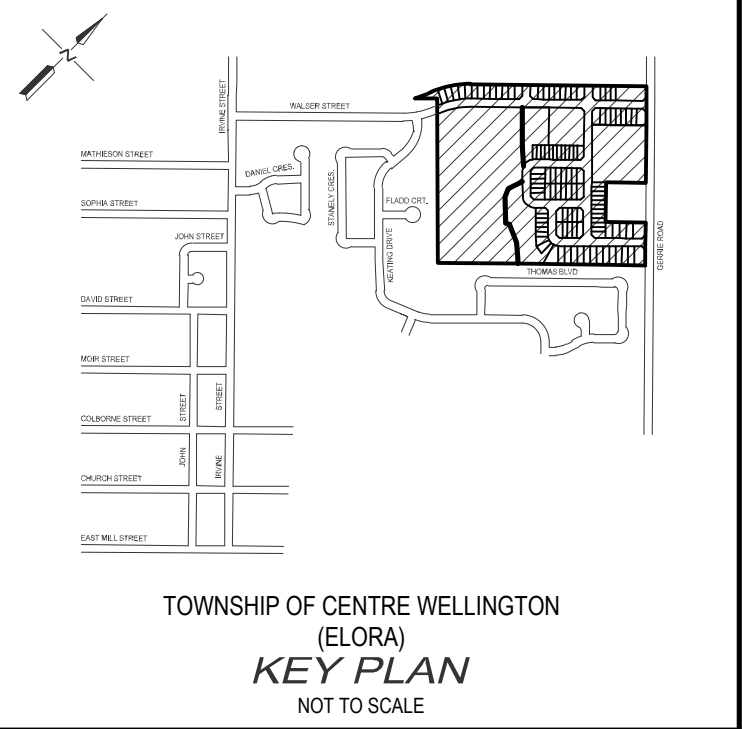 N
IRVINE STREET
WALSER STREET
MATHIESON STREET
DANIEL CRES.
STANELY CRES.
SOPHIA STREET
FLADD CRT.
JOHN STREET
KEATING DRIVE
GERRIE ROAD
THOMAS BLVD
DAVID STREET
MOIR STREET
JOHN STREET
IRVINE STREET
COLBORNE STREET
CHURCH STREET
EAST MILL STREET
TOWNSHIP OF CENTRE WELLINGTON
(ELORA)
KEY PLAN
NOT TO SCALE